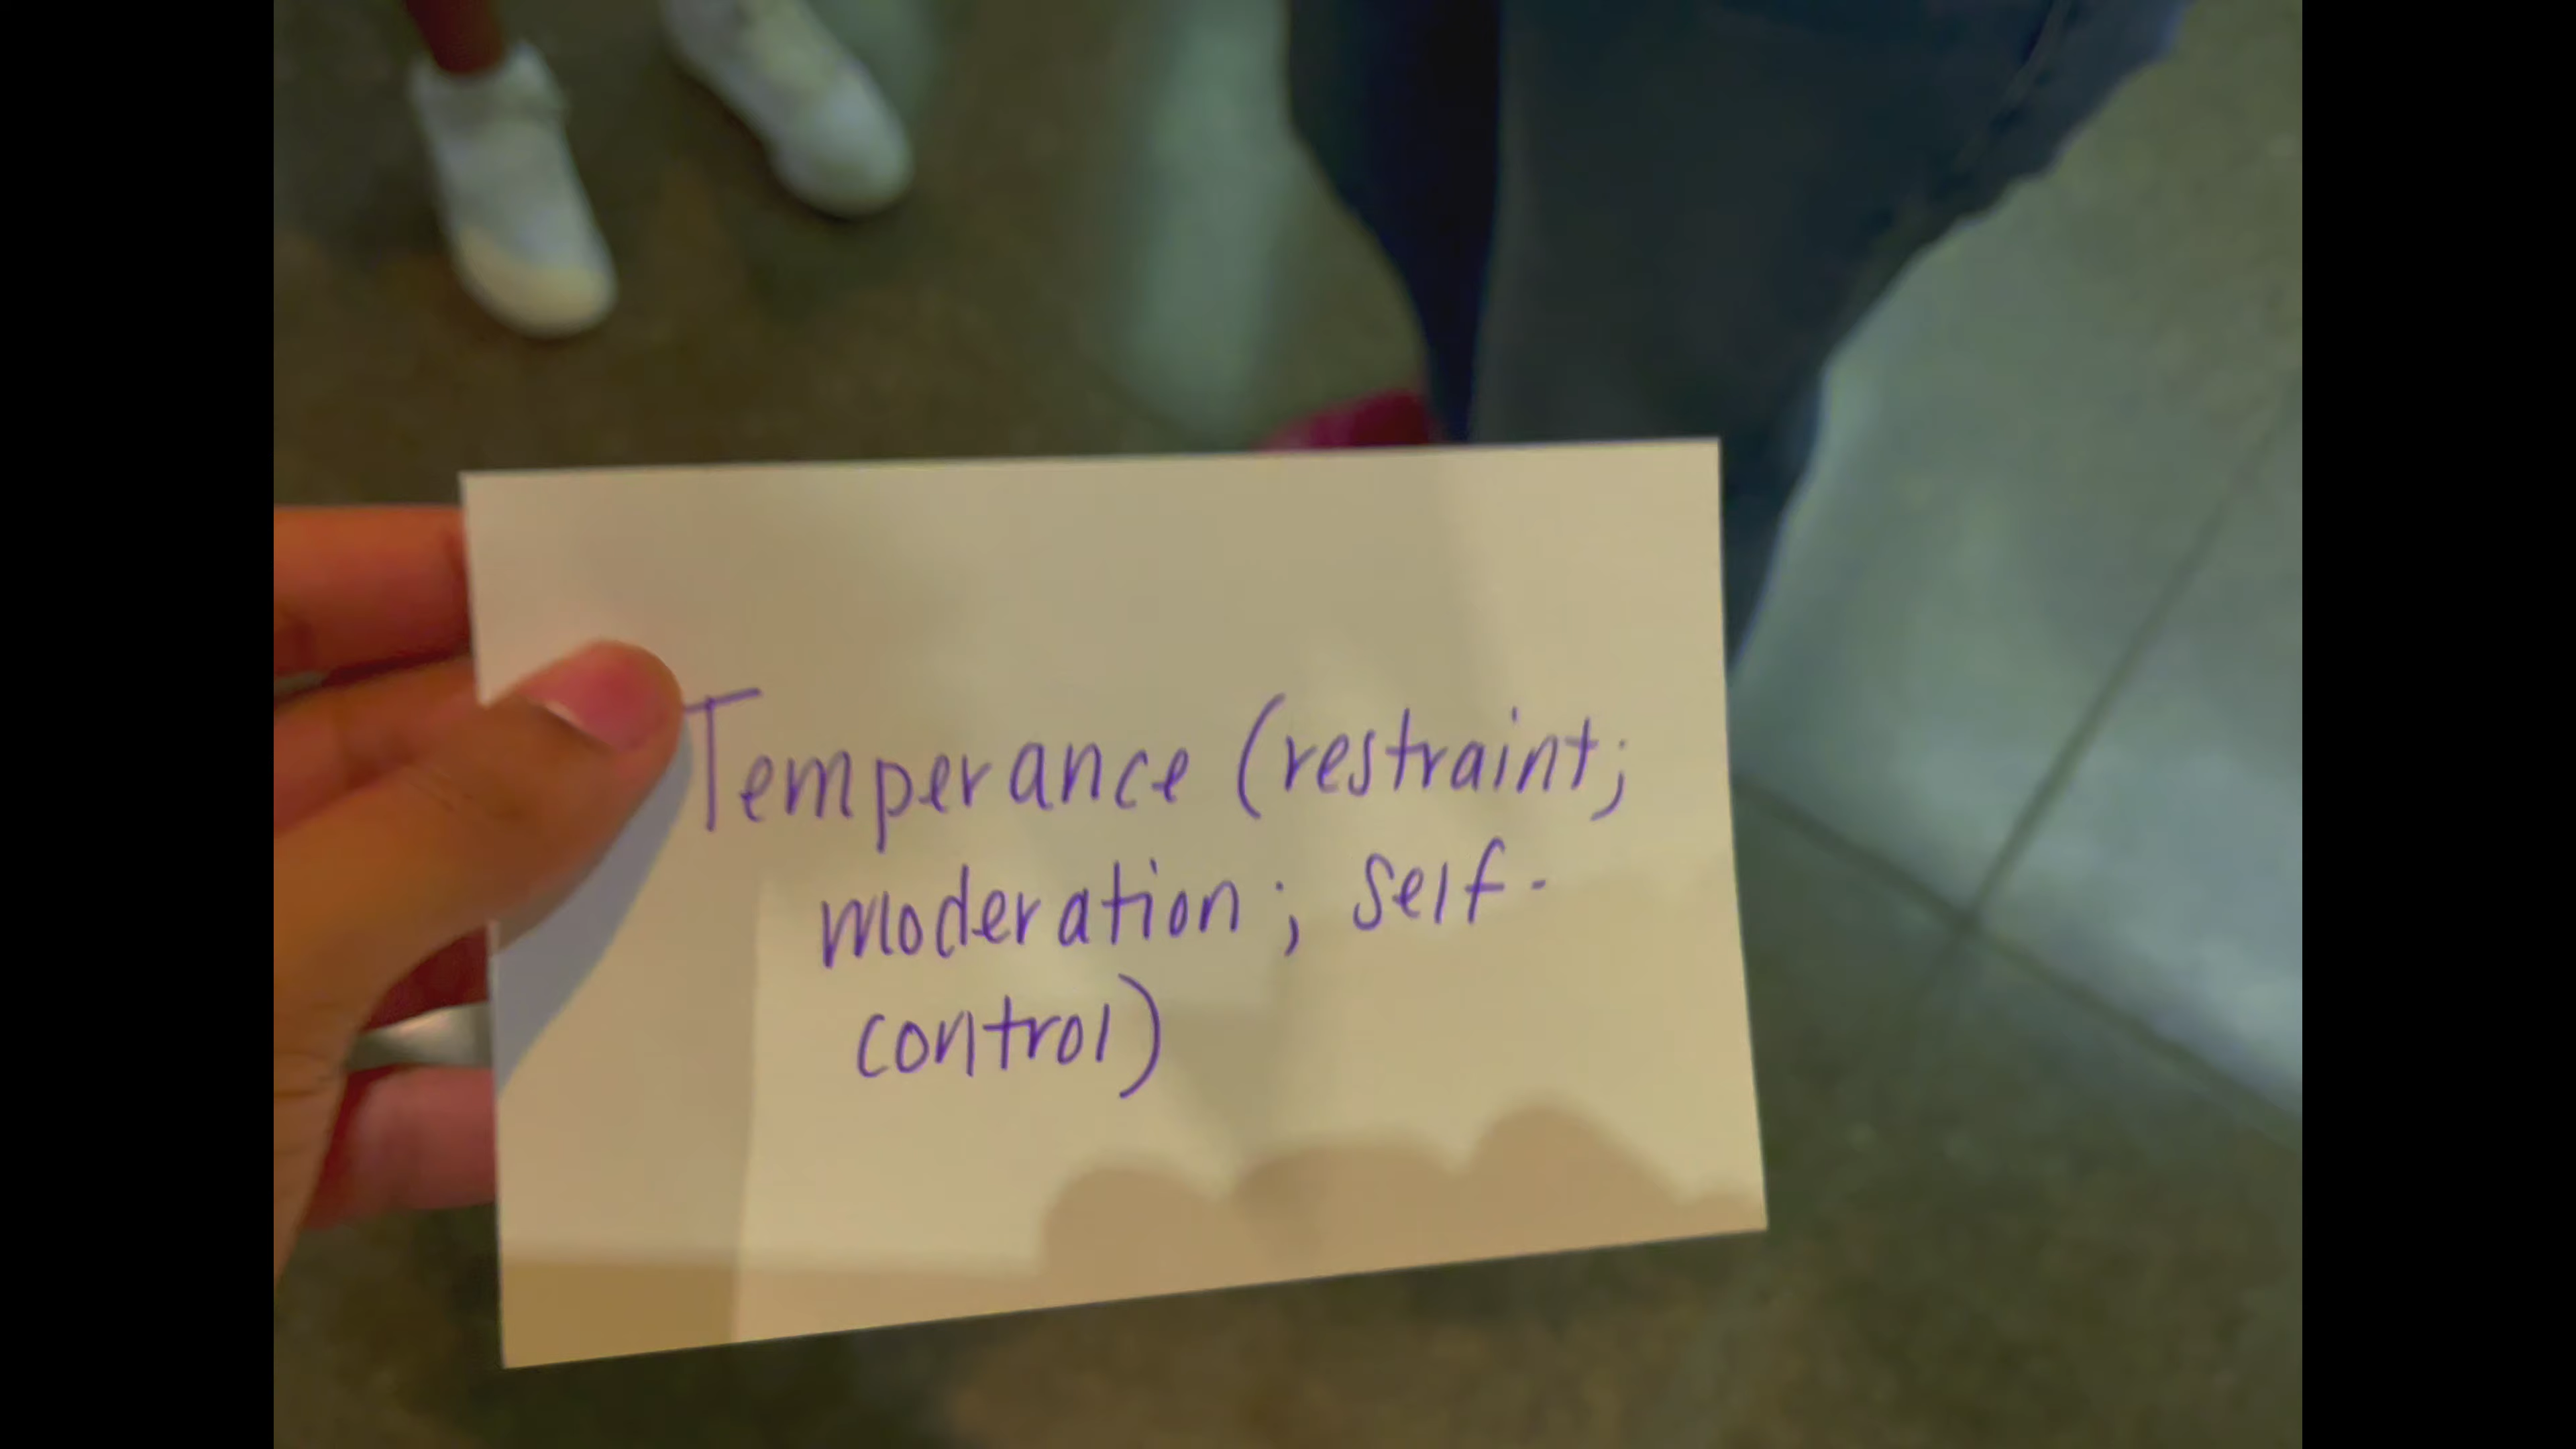 Temperance (restraint;
moderation; self-
control)